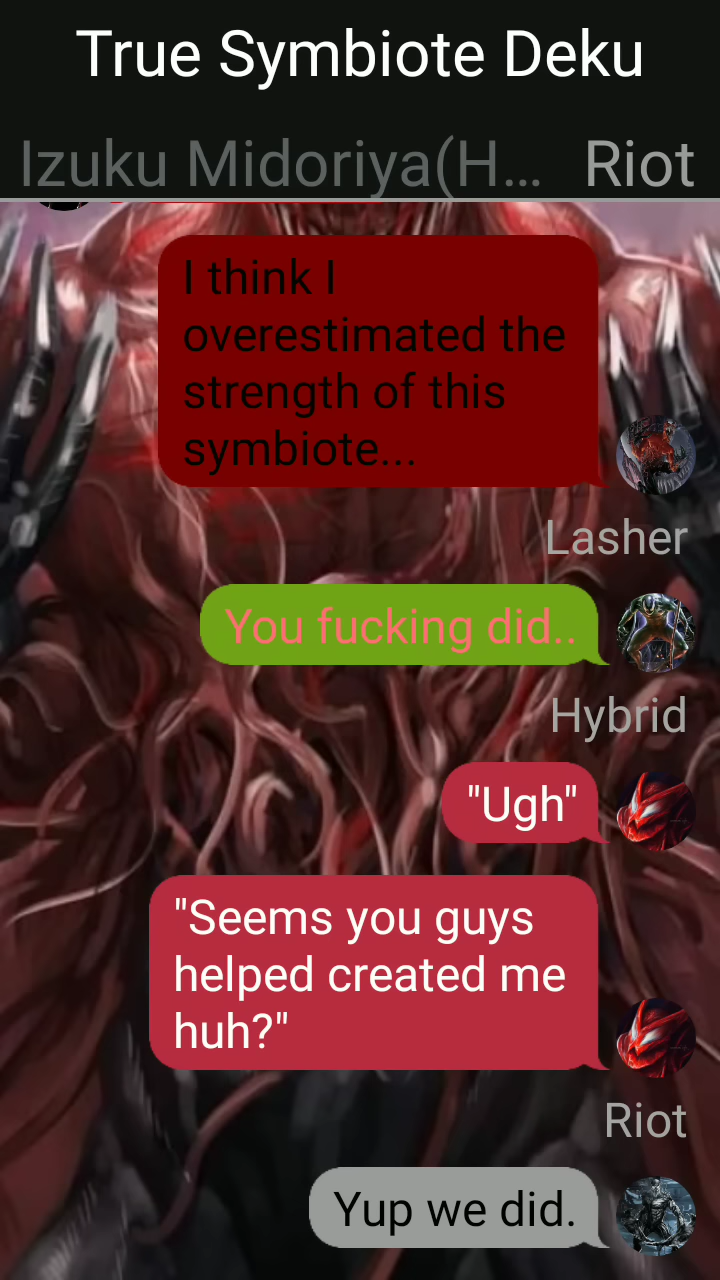 True Symbiote Deku
Izuku Midoriya(H... Riot
I think I
overestimated the
strength of this
symbiote...
Lasher
You fucking did..
Hybrid
"Ugh"
"Seems you guys
helped created me
huh?"
Riot
Yup we did.